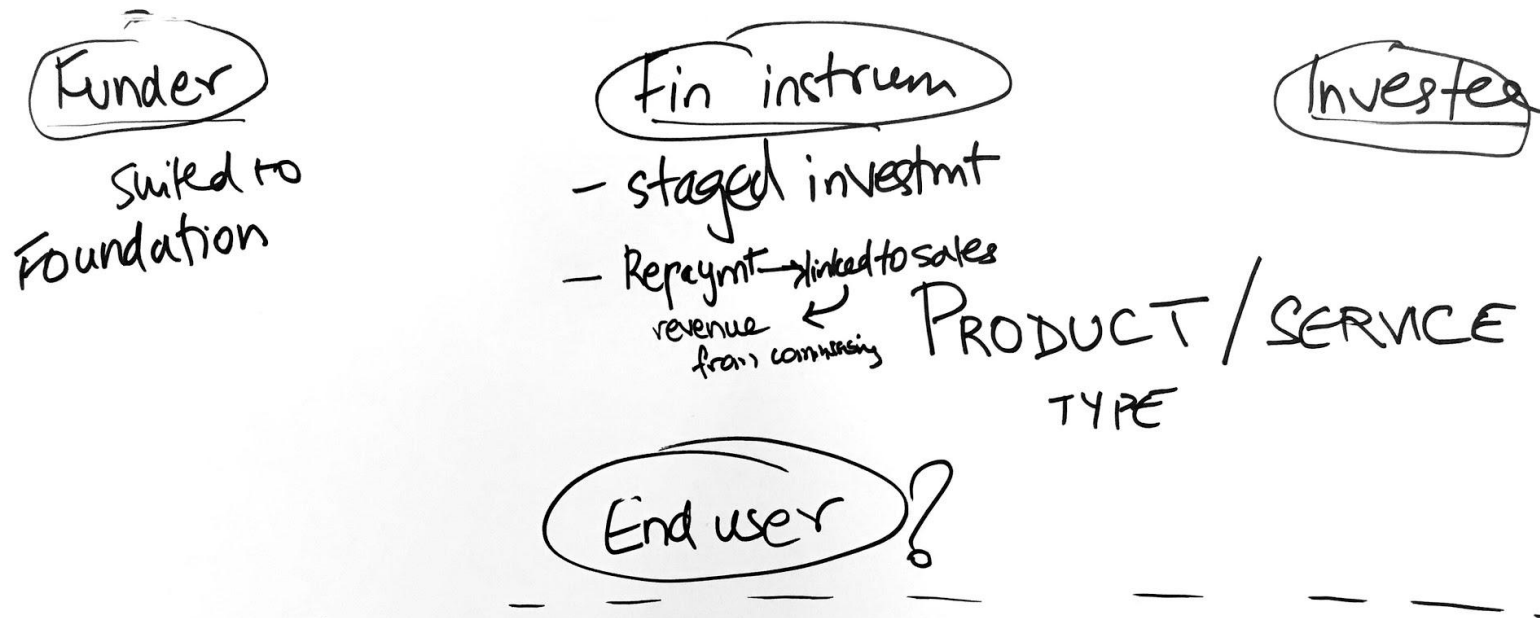 Funder
suited to
Foundation
Fin instrum
- staged investmt
- Repaymt → linked to sales
revenue
from
Investee
PRODUCT / SERVICE
TYPE
End user ?